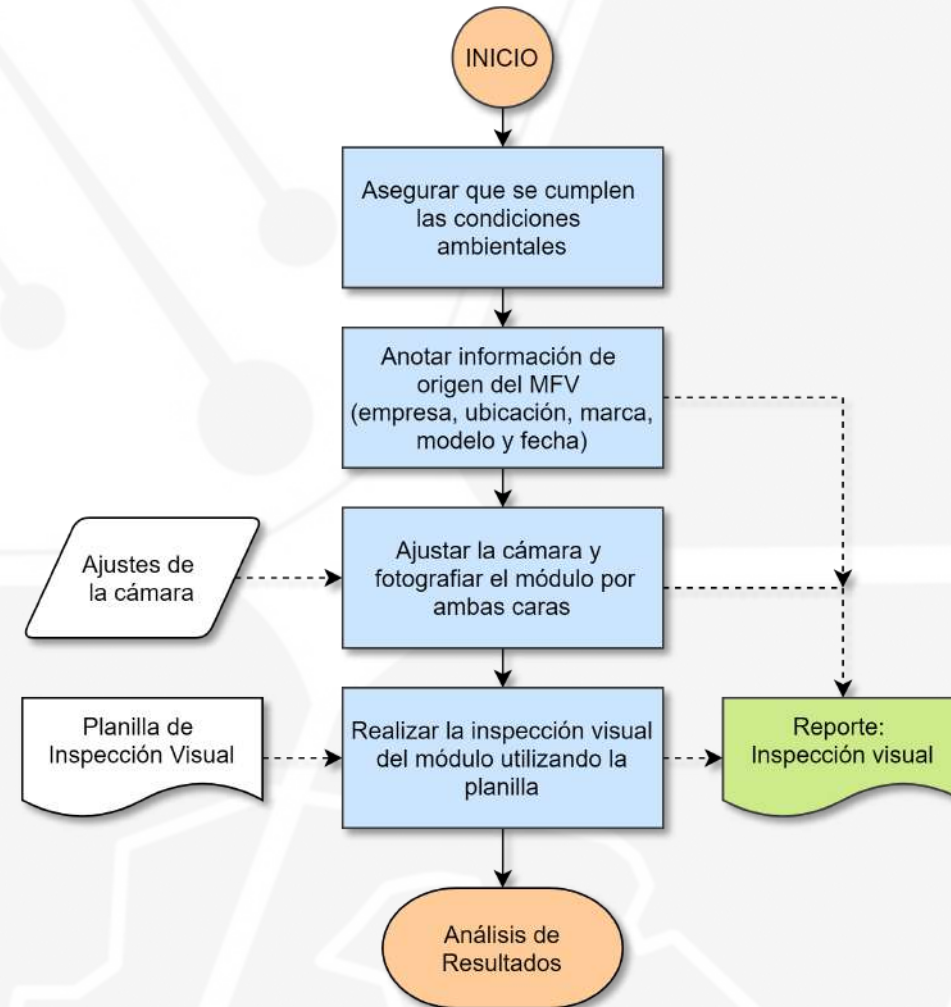 INICIO
Asegurar que se cumplen
las condiciones
ambientales
Anotar información de
origen del MFV
(empresa, ubicación, marca,
modelo y fecha)
Ajustes de
la cámara
Ajustar la cámara y
fotografiar el módulo por
ambas caras
Planilla de
Inspección Visual
Realizar la inspección visual
del módulo utilizando la
planilla
Reporte:
Inspección visual
Análisis de
Resultados